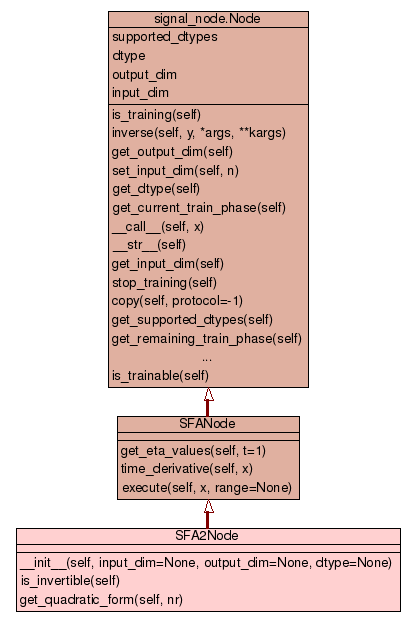 signal_node.Node
supported_dtypes
dtype
output_dim
input_dim
is_training(self)
inverse(self, y, *args, **kargs)
get_output_dim(self)
set_input_dim(self, n)
get_dtype(self)
get_current_train_phase(self)
__call__(self, x)
__str__(self)
get_input_dim(self)
stop_training(self)
copy(self, protocol=-1)
get_supported_dtypes(self)
get_remaining_train_phase(self)
...
is_trainable(self)
SFANode
get_eta_values(self, t=1)
time_derivative(self, x)
execute(self, x, range=None)
SFA2Node
__init__(self, input_dim=None, output_dim=None, dtype=None)
is_invertible(self)
get_quadratic_form(self, nr)